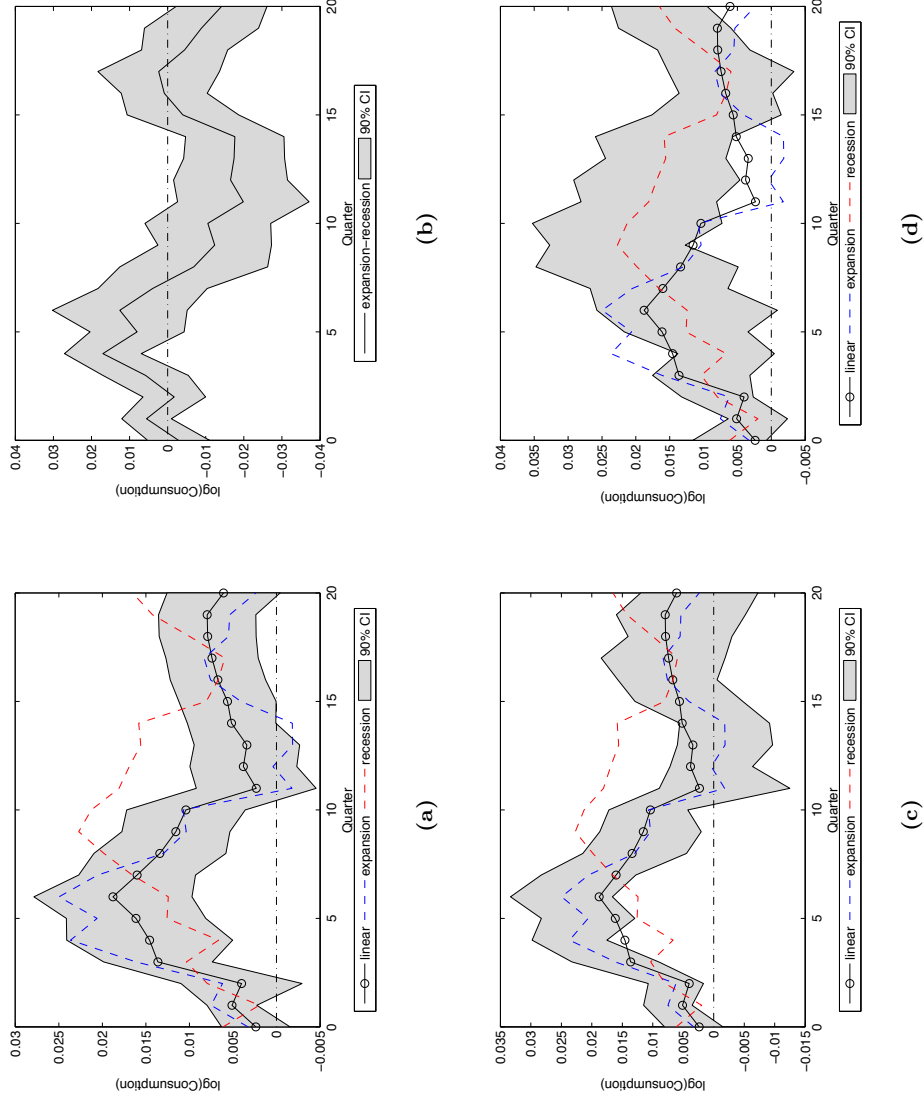 0.03
0.025
0.02
0.015
0.01
0.005
0
−0.005
log(Consumption)
0 5 10 15 20
Quarter
linear expansion recession 90% CI
(a)
0.04
0.03
0.02
0.01
0
−0.01
−0.02
−0.03
−0.04
log(Consumption)
0 5 10 15 20
Quarter
expansion−recession 90% CI
(b)
0.035
0.03
0.025
0.02
0.015
0.01
0.005
0
−0.005
−0.01
−0.015
log(Consumption)
0 5 10 15 20
Quarter
linear expansion recession 90% CI
(c)
0.04
0.035
0.03
0.025
0.02
0.015
0.01
0.005
0
−0.005
log(Consumption)
0 5 10 15 20
Quarter
linear expansion recession 90% CI
(d)